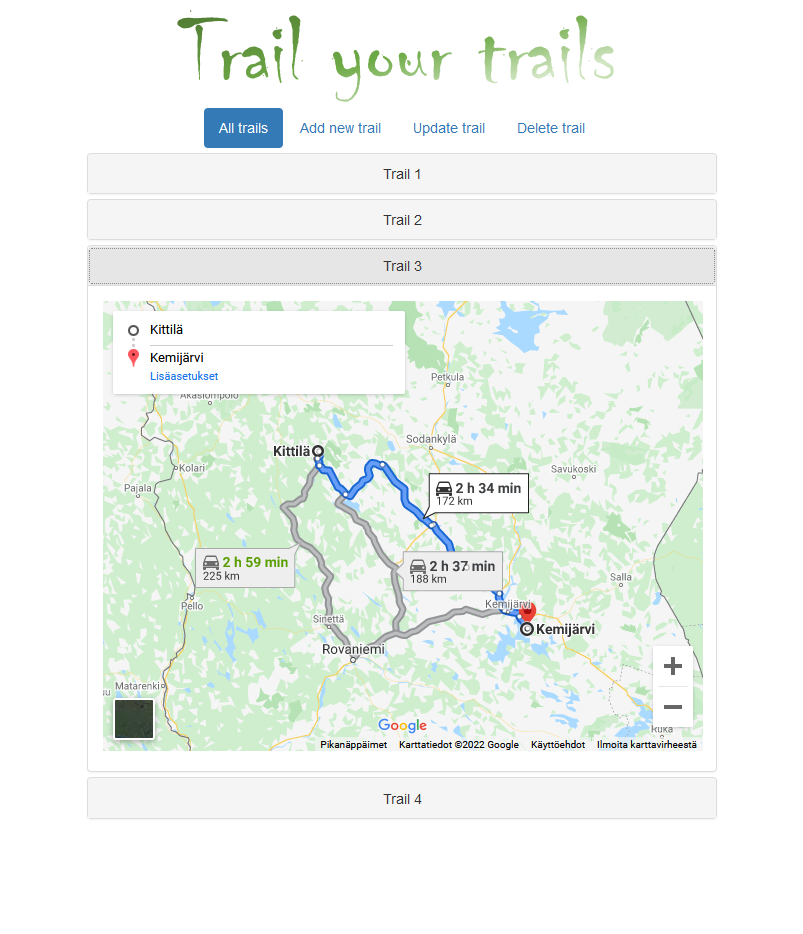 Trail your trails
All trails
Add new trail
Update trail
Delete trail
Trail 1
Trail 2
Trail 3
Kittilä
Kemijärvi
Lisäasetukset
Petkula
Kittilä
Sodankylä
Kolari
Savukoski
Pajala
2 h 34 min
172 km
2 h 59 min
225 km
2 h 37 min
188 km
Salla
Pello
Kemijärvi
Sinettä
Kemijärvi
Rovaniemi
Matarenki
Ruka
Google
Pikanäppäimet
Karttatiedot ©2022 Google
Käyttöehdot
Ilmoita karttavirheestä
Trail 4